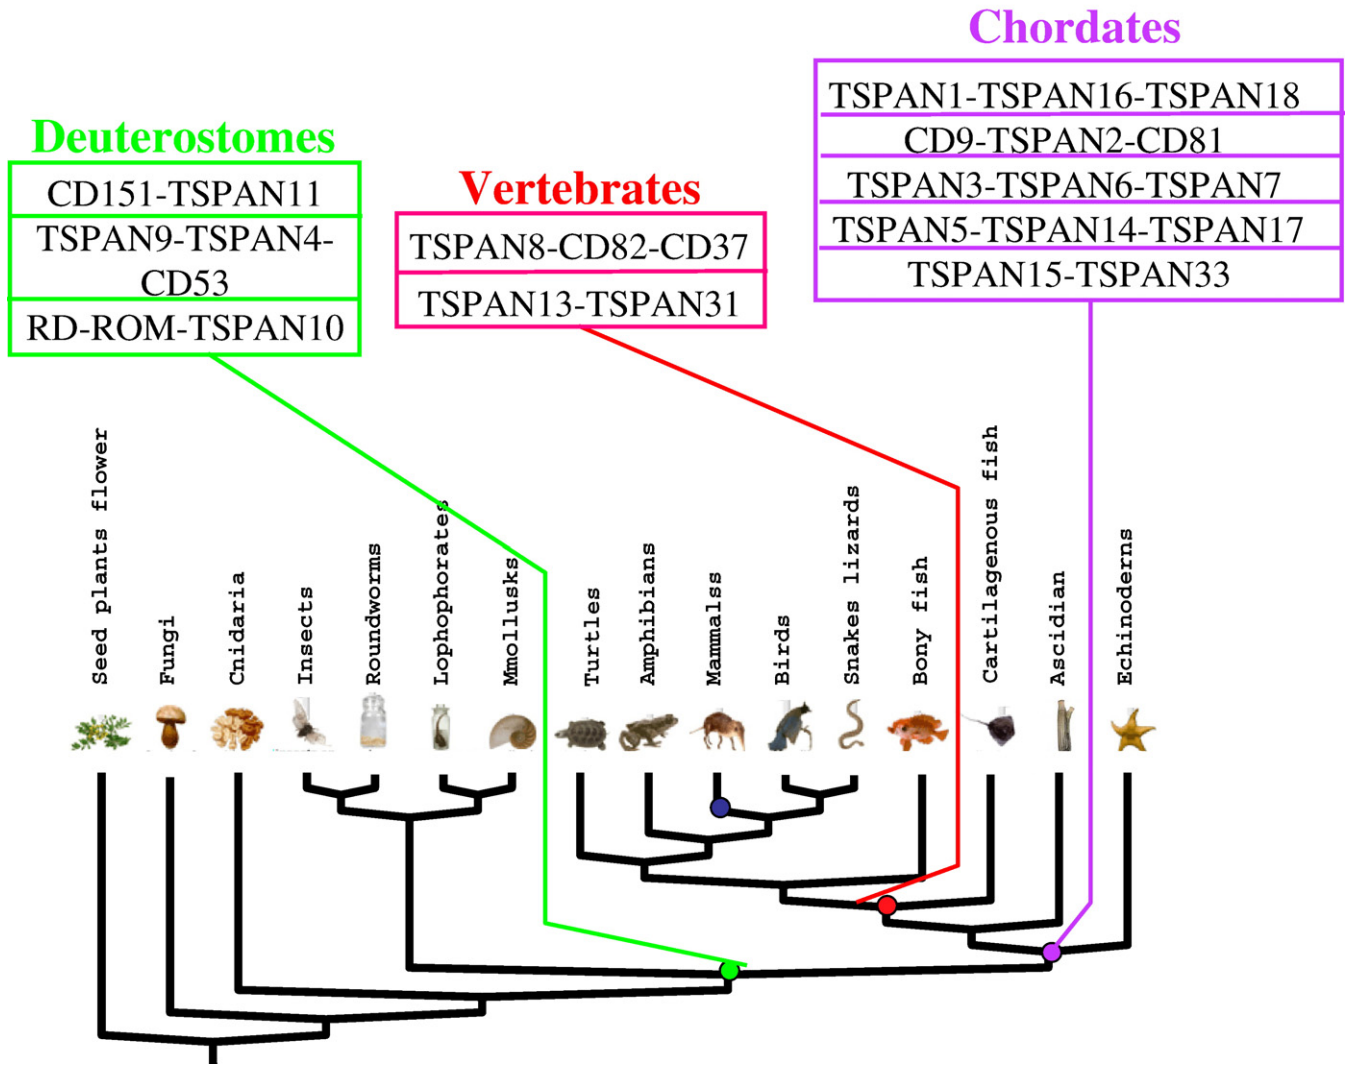 Chordates
TSPAN1-TSPAN16-TSPAN18
CD9-TSPAN2-CD81
TSPAN3-TSPAN6-TSPAN7
TSPAN5-TSPAN14-TSPAN17
TSPAN15-TSPAN33
Deuterostomes
CD151-TSPAN11
TSPAN9-TSPAN4-
CD53
RD-ROM-TSPAN10
Vertebrates
TSPAN8-CD82-CD37
TSPAN13-TSPAN31
Seed plants flower
Fungi
Cnidaria
Insects
Roundworms
Lophophorates
Mmollusks
Turtles
Amphibians
Mammalss
Birds
Snakes lizards
Bony fish
Cartilagenous fish
Ascidian
Echinoderns